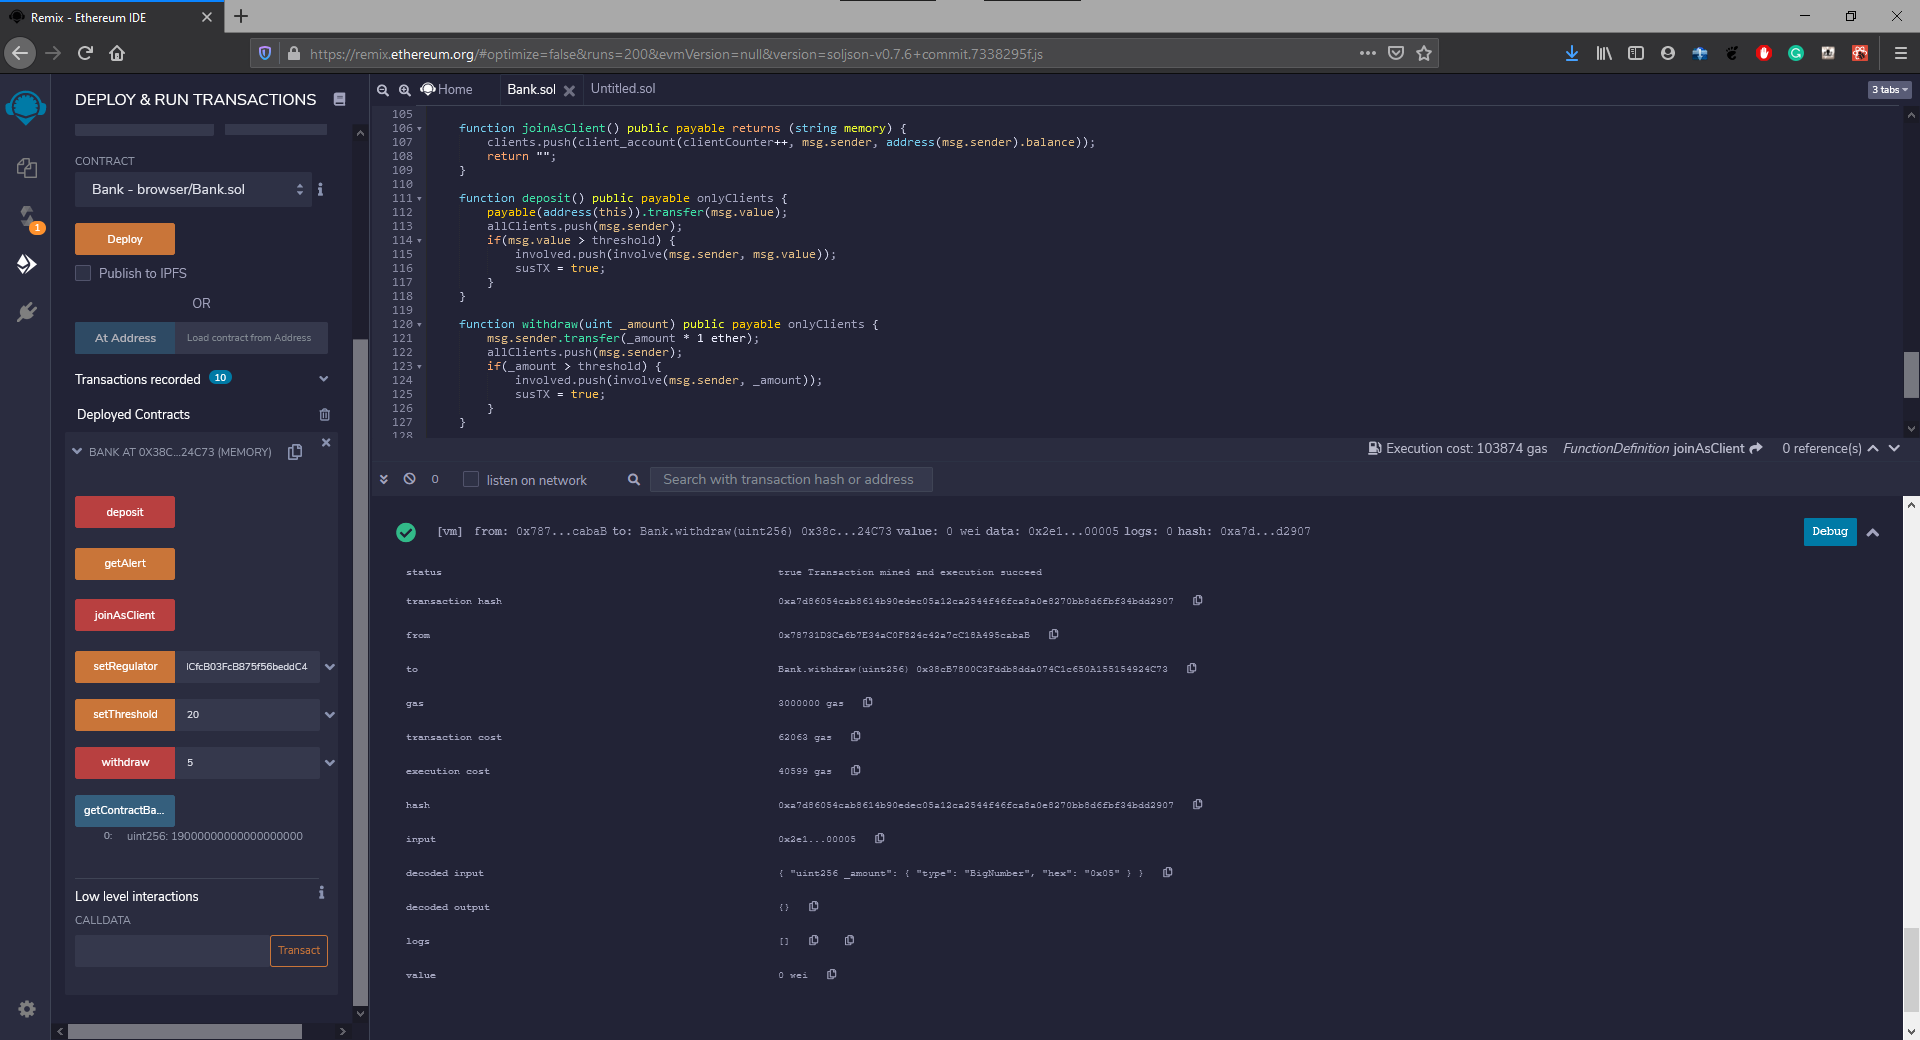 Remix - Ethereum IDE
https://remix.ethereum.org/#optimize=false&runs=200&evmVersion=null&version=soljson-v0.7.6+commit.7338295f.js
DEPLOY & RUN TRANSACTIONS
CONTRACT
Bank - browser/Bank.sol
1
Deploy
Publish to IPFS
OR
At Address Load contract from Address
Transactions recorded 10
Deployed Contracts
BANK AT 0X38C...24C73 (MEMORY)
deposit
getAlert
joinAsClient
setRegulator ICfcB03FcB875f56beddC4
setThreshold 20
withdraw 5
getContractBa...
0: uint256: 19000000000000000000
Low level interactions
CALLDATA
Transact
Home Bank.sol Untitled.sol 3 tabs
105
106 function joinAsClient() public payable returns (string memory) {
107 clients.push(client_account(clientCounter++, msg.sender, address(msg.sender).balance));
108 return "";
109 }
110
111 function deposit() public payable onlyClients {
112 payable(address(this)).transfer(msg.value);
113 allClients.push(msg.sender);
114 if(msg.value > threshold) {
115 involved.push(involve(msg.sender, msg.value));
116 susTX = true;
117 }
118 }
119
120 function withdraw(uint _amount) public payable onlyClients {
121 msg.sender.transfer(_amount * 1 ether);
122 allClients.push(msg.sender);
123 if(_amount > threshold) {
124 involved.push(involve(msg.sender, _amount));
125 susTX = true;
126 }
127 }
128
Execution cost: 103874 gas FunctionDefinition joinAsClient 0 reference(s)
0 listen on network Search with transaction hash or address
[vm] from: 0x787...cabaB to: Bank.withdraw(uint256) 0x38c...24C73 value: 0 wei data: 0x2e1...00005 logs: 0 hash: 0xa7d...d2907 Debug
status true Transaction mined and execution succeed
transaction hash 0xa7d86054cab8614b90edec05a12ca2544f46fca8a0e8270bb8d6fbf34bdd2907
from 0x78731D3Ca6b7E34aC0F824c42a7cC18A495cabaB
to Bank.withdraw(uint256) 0x38cB7800C3Fddb8dda074C1c650A155154924C73
gas 3000000 gas
transaction cost 62063 gas
execution cost 40599 gas
hash 0xa7d86054cab8614b90edec05a12ca2544f46fca8a0e8270bb8d6fbf34bdd2907
input 0x2e1...00005
decoded input { "uint256 _amount": { "type": "BigNumber", "hex": "0x05" } }
decoded output {}
logs []
value 0 wei